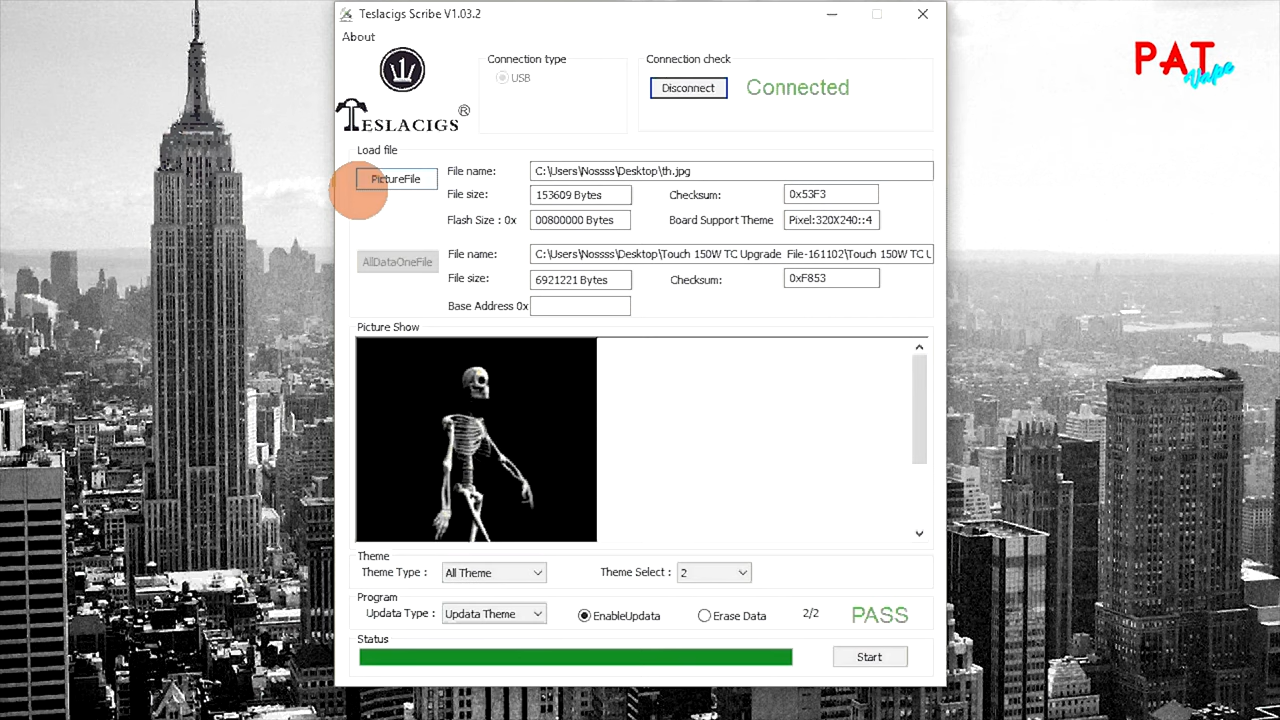 Teslacigs Scribe V1.03.2
About
PAT
Vape
Connection type
USB
Connection check
Disconnect
Connected
TESLACIGS®
Load file
PictureFile
File name:
C:\Users\Nossss\Desktop\th.jpg
File size:
153609 Bytes
Checksum:
0x53F3
Flash Size : 0x
00800000 Bytes
Board Support Theme
Pixel:320X240::4
AllDataOneFile
File name:
C:\Users\Nossss\Desktop\Touch 150W TC Upgrade File-161102\Touch 150W TC U
File size:
6921221 Bytes
Checksum:
0xF853
Base Address 0x
Picture Show
Theme
Theme Type :
All Theme
Theme Select :
2
Program
Updata Type :
Updata Theme
EnableUpdata
Erase Data
2/2
PASS
Status
Start